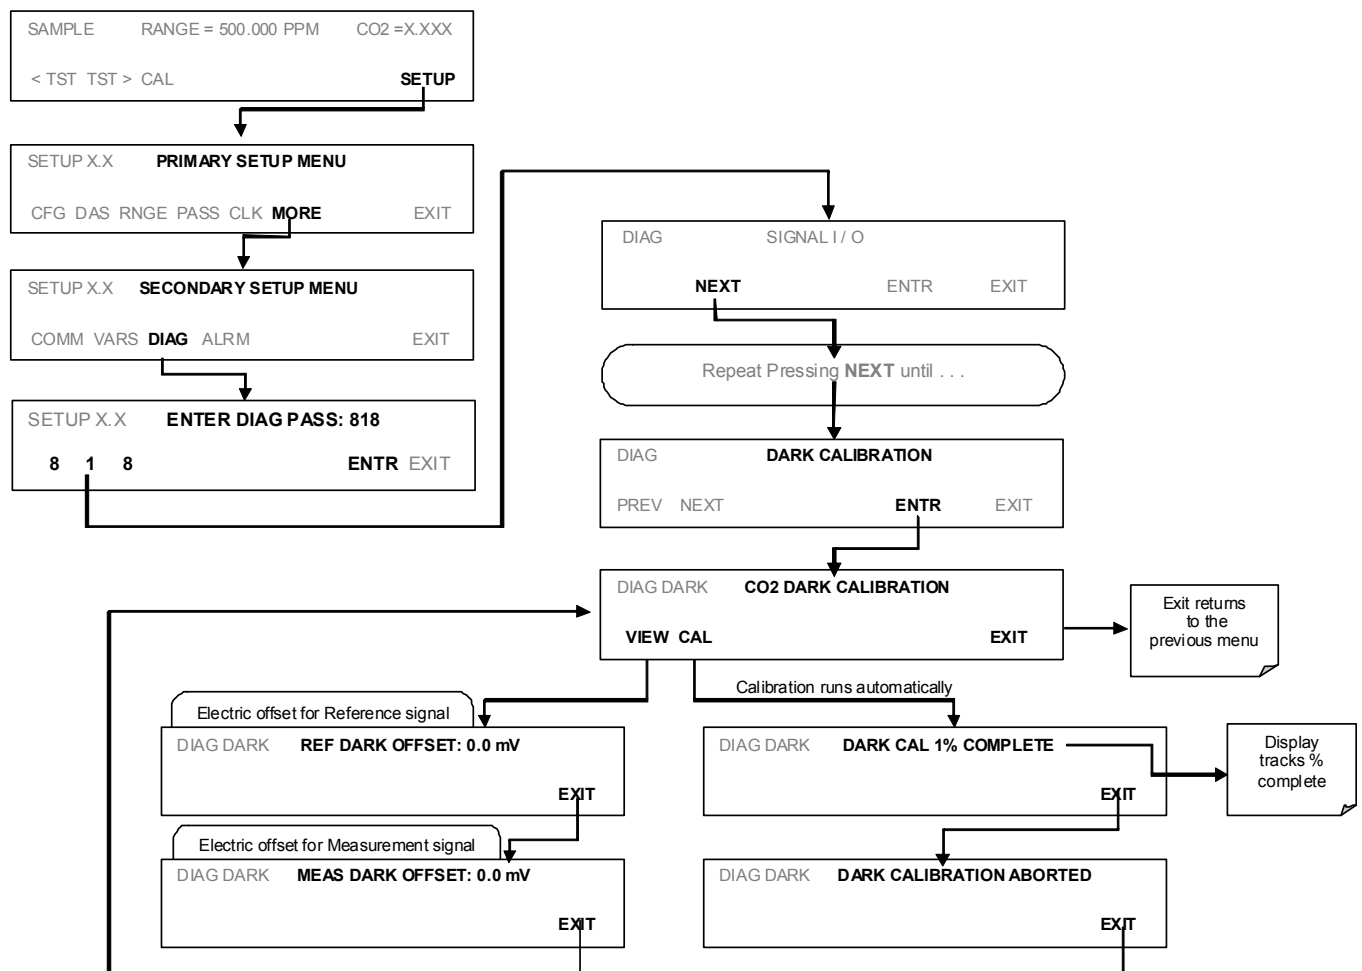 SAMPLE RANGE = 500.000 PPM CO2 =X.XXX
< TST TST > CAL SETUP
SETUP X.X PRIMARY SETUP MENU
CFG DAS RNGE PASS CLK MORE EXIT
SETUP X.X SECONDARY SETUP MENU
COMM VARS DIAG ALRM EXIT
SETUP X.X ENTER DIAG PASS: 818
8 1 8 ENTR EXIT
DIAG SIGNAL I / O
NEXT ENTR EXIT
Repeat Pressing NEXT until . . .
DIAG DARK CALIBRATION
PREV NEXT ENTR EXIT
DIAG DARK CO2 DARK CALIBRATION
VIEW CAL EXIT
Exit returns
to the
previous menu
Calibration runs automatically
Electric offset for Reference signal
DIAG DARK REF DARK OFFSET: 0.0 mV
EXIT
DIAG DARK DARK CAL 1% COMPLETE
EXIT
Display
tracks %
complete
Electric offset for Measurement signal
DIAG DARK MEAS DARK OFFSET: 0.0 mV
EXIT
DIAG DARK DARK CALIBRATION ABORTED
EXIT